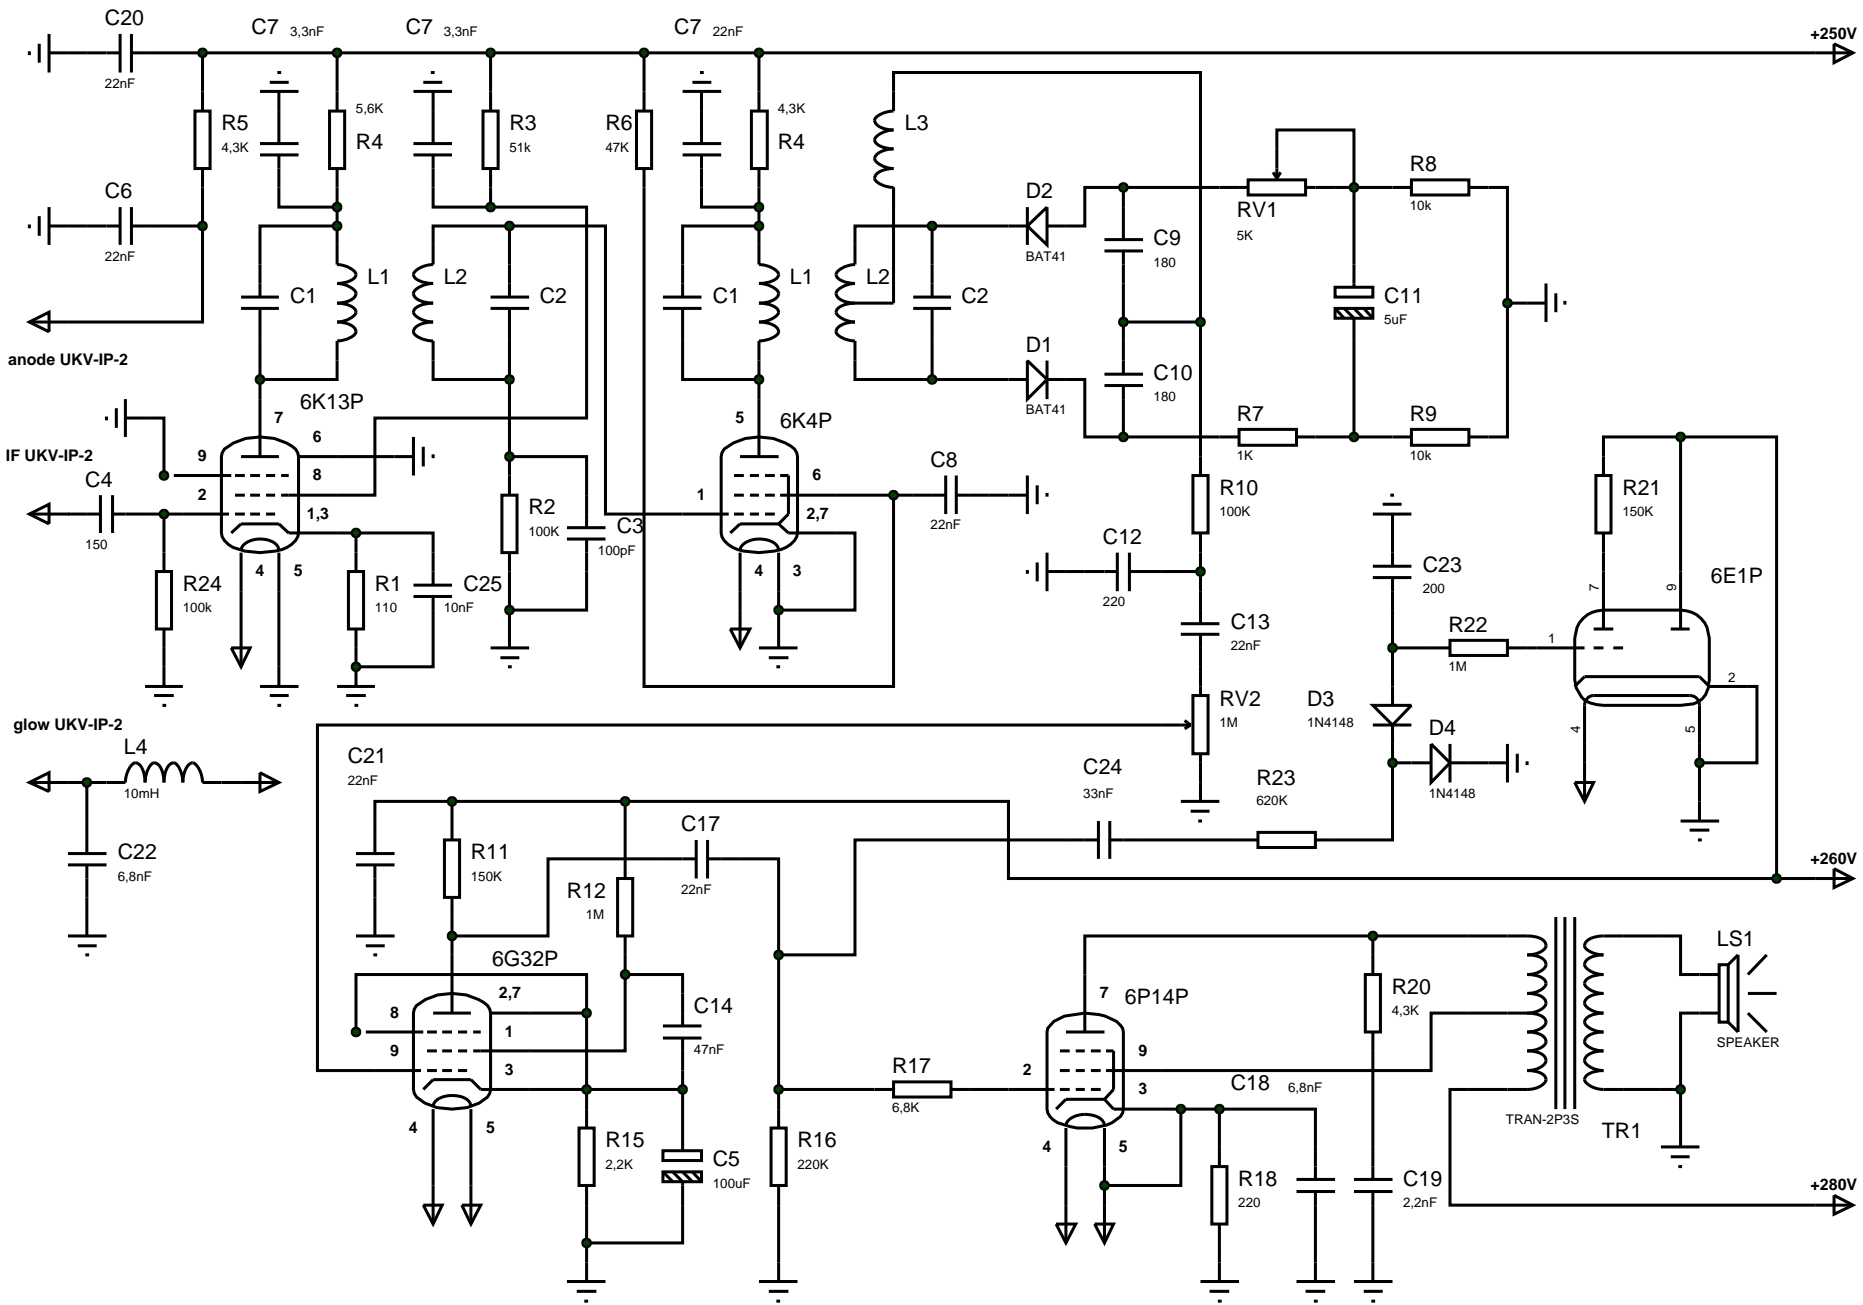 C20
22nF
C7 3,3nF
C7 3,3nF
C7 22nF
+250V
R5
4,3K
5,6K
R4
R3
51k
R6
47K
4,3K
R4
L3
C6
22nF
D2
BAT41
RV1
5K
R8
10k
C9
180
C1
L1
L2
C2
C1
L1
L2
C2
C11
5uF
anode UKV-IP-2
D1
BAT41
C10
180
6K13P
7
6
9
8
2
1,3
4
5
6K4P
5
6
1
2,7
4
3
R7
1K
R9
10k
IF UKV-IP-2
C4
150
C8
22nF
R2
100K
C3
100pF
R10
100K
R21
150K
R24
100k
R1
110
C25
10nF
C12
220
C23
200
6E1P
7
9
1
2
4
5
C13
22nF
R22
1M
RV2
1M
D3
1N4148
D4
1N4148
glow UKV-IP-2
L4
10mH
C21
22nF
C24
33nF
R23
620K
C22
6,8nF
R11
150K
C17
22nF
R12
1M
+260V
6G32P
2,7
8
1
9
3
4
5
C14
47nF
6P14P
7
9
2
3
4
5
R20
4,3K
LS1
SPEAKER
R17
6,8K
C18 6,8nF
TRAN-2P3S
TR1
R15
2,2K
C5
100uF
R16
220K
R18
220
C19
2,2nF
+280V